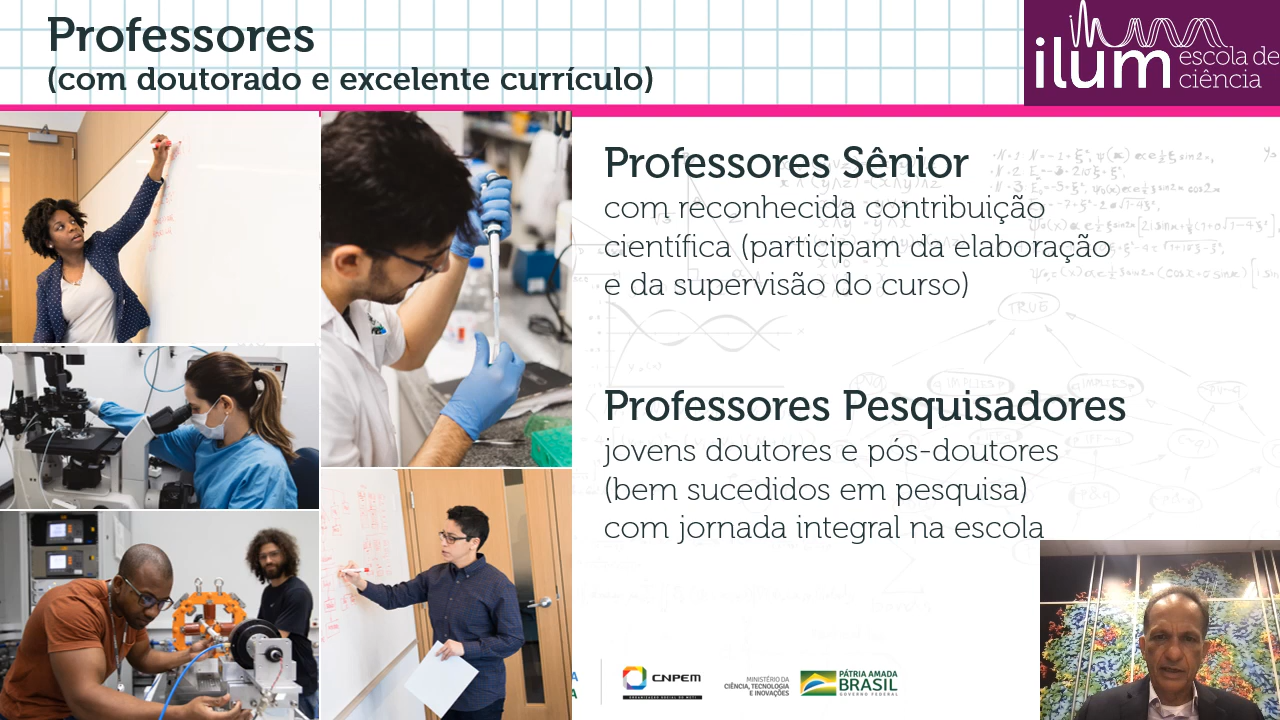 Professores
(com doutorado e excelente currículo)
ilum escola de ciência
Professores Sênior
com reconhecida contribuição
científica (participam da elaboração
e da supervisão do curso)
TRUE
Professores Pesquisadores
jovens doutores e pós-doutores
(bem sucedidos em pesquisa)
com jornada integral na escola
CNPEM
MINISTÉRIO DA
CIÊNCIA, TECNOLOGIA
E INOVAÇÕES
PÁTRIA AMADA
BRASIL
GOVERNO FEDERAL